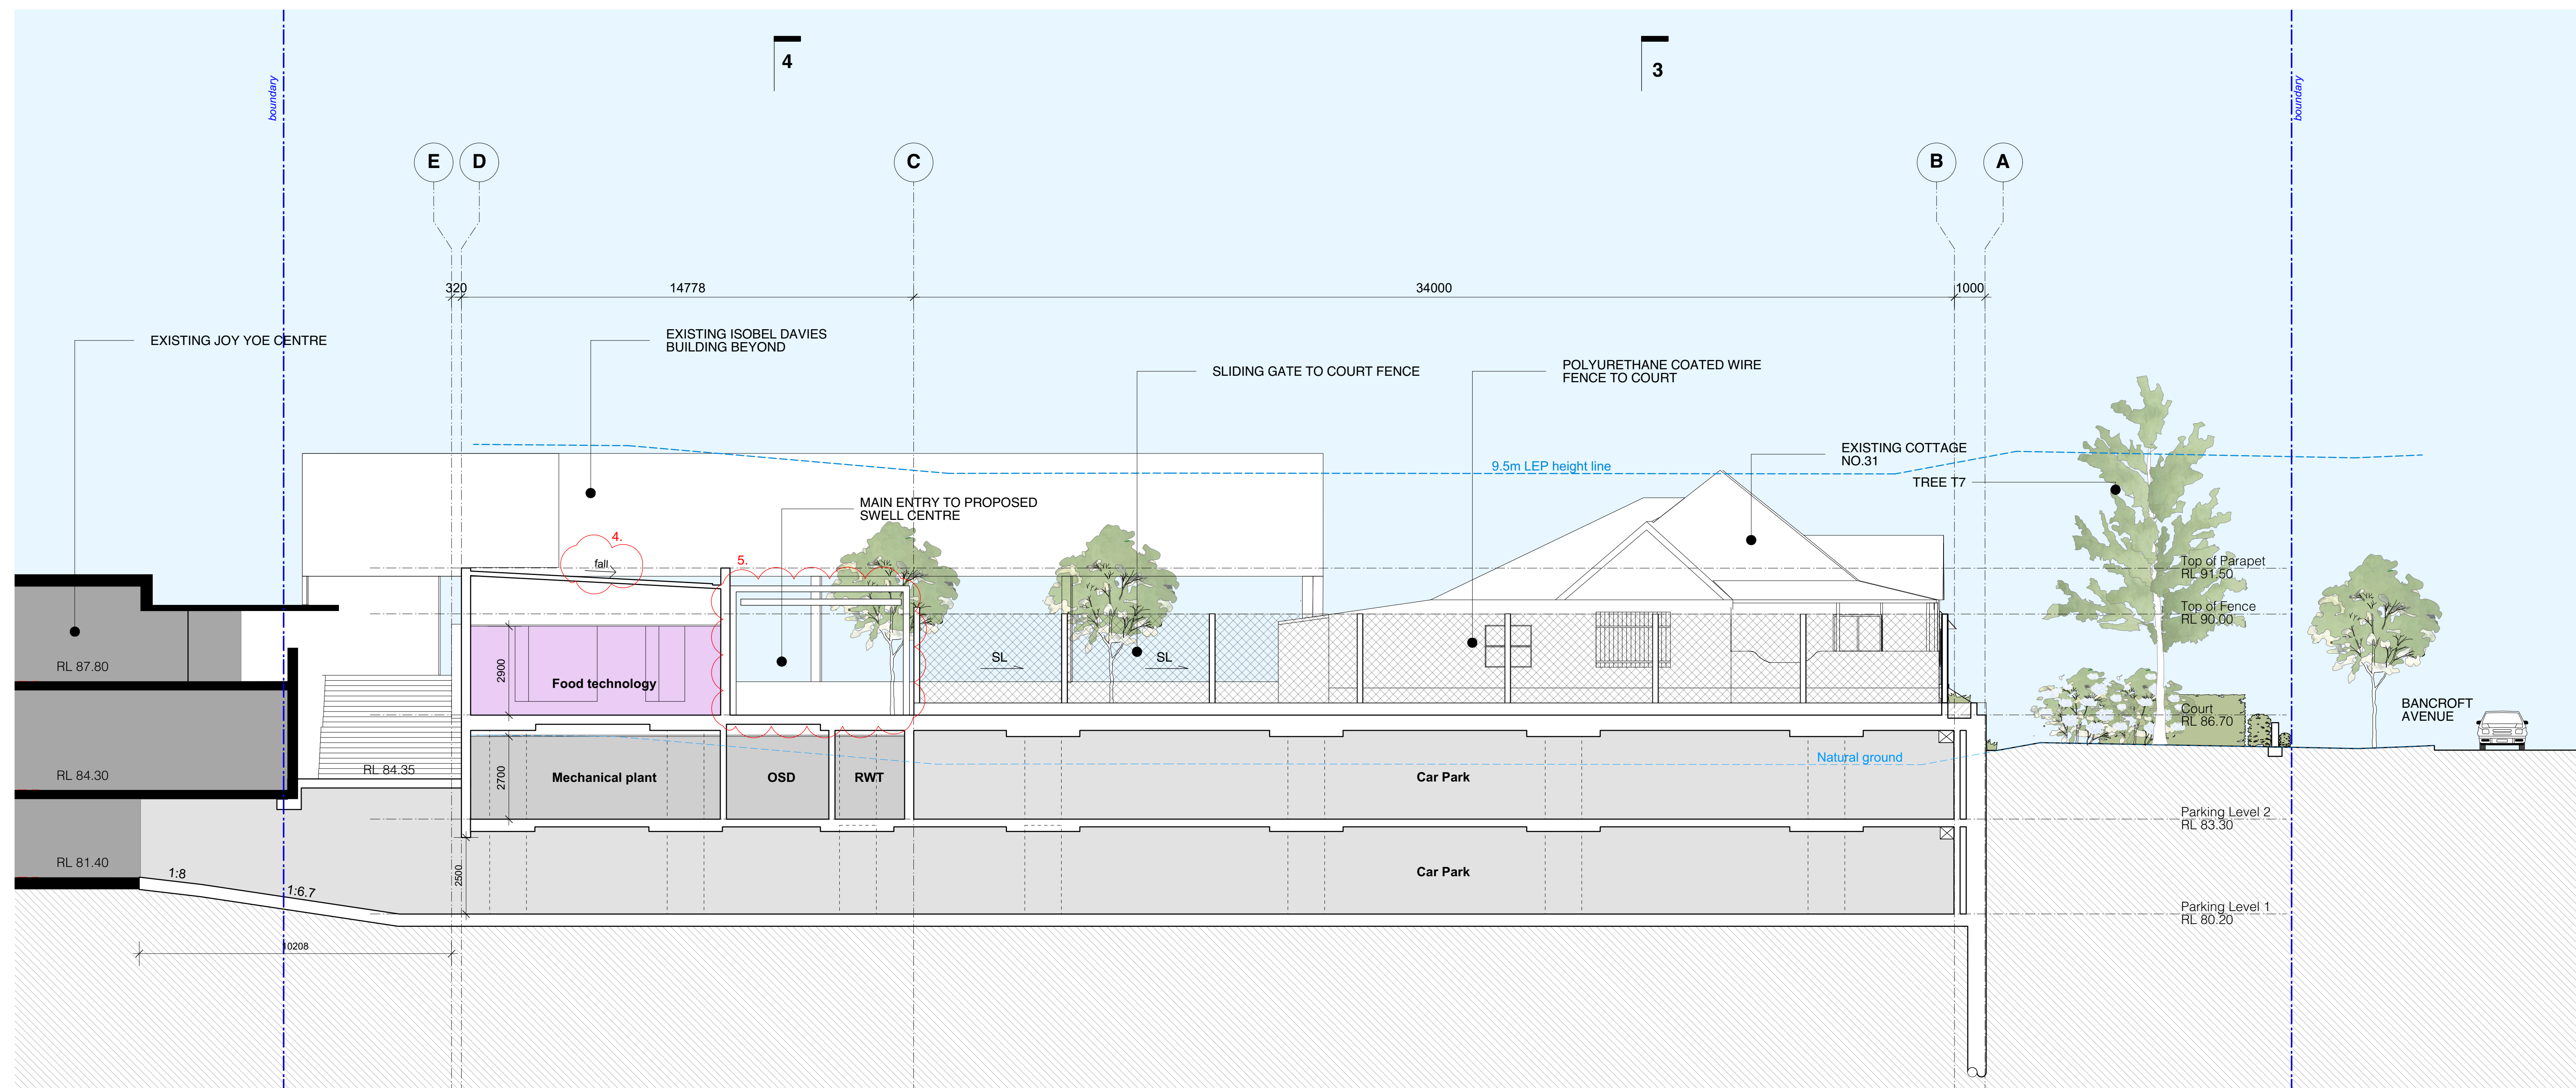 4
3
boundary
boundary
E
D
C
B
A
320
14778
34000
1000
EXISTING JOY YOE CENTRE
EXISTING ISOBEL DAVIES
BUILDING BEYOND
SLIDING GATE TO COURT FENCE
POLYURETHANE COATED WIRE
FENCE TO COURT
EXISTING COTTAGE
NO.31
9.5m LEP height line
TREE T7
MAIN ENTRY TO PROPOSED
SWELL CENTRE
4.
fall
5.
Top of Parapet
RL 91.50
Top of Fence
RL 90.00
RL 87.80
2900
Food technology
SL
SL
Court
RL 86.70
BANCROFT
AVENUE
RL 84.30
RL 84.35
2700
Mechanical plant
OSD
RWT
Car Park
Natural ground
Parking Level 2
RL 83.30
RL 81.40
1:8
1:6.7
2500
Car Park
Parking Level 1
RL 80.20
10208